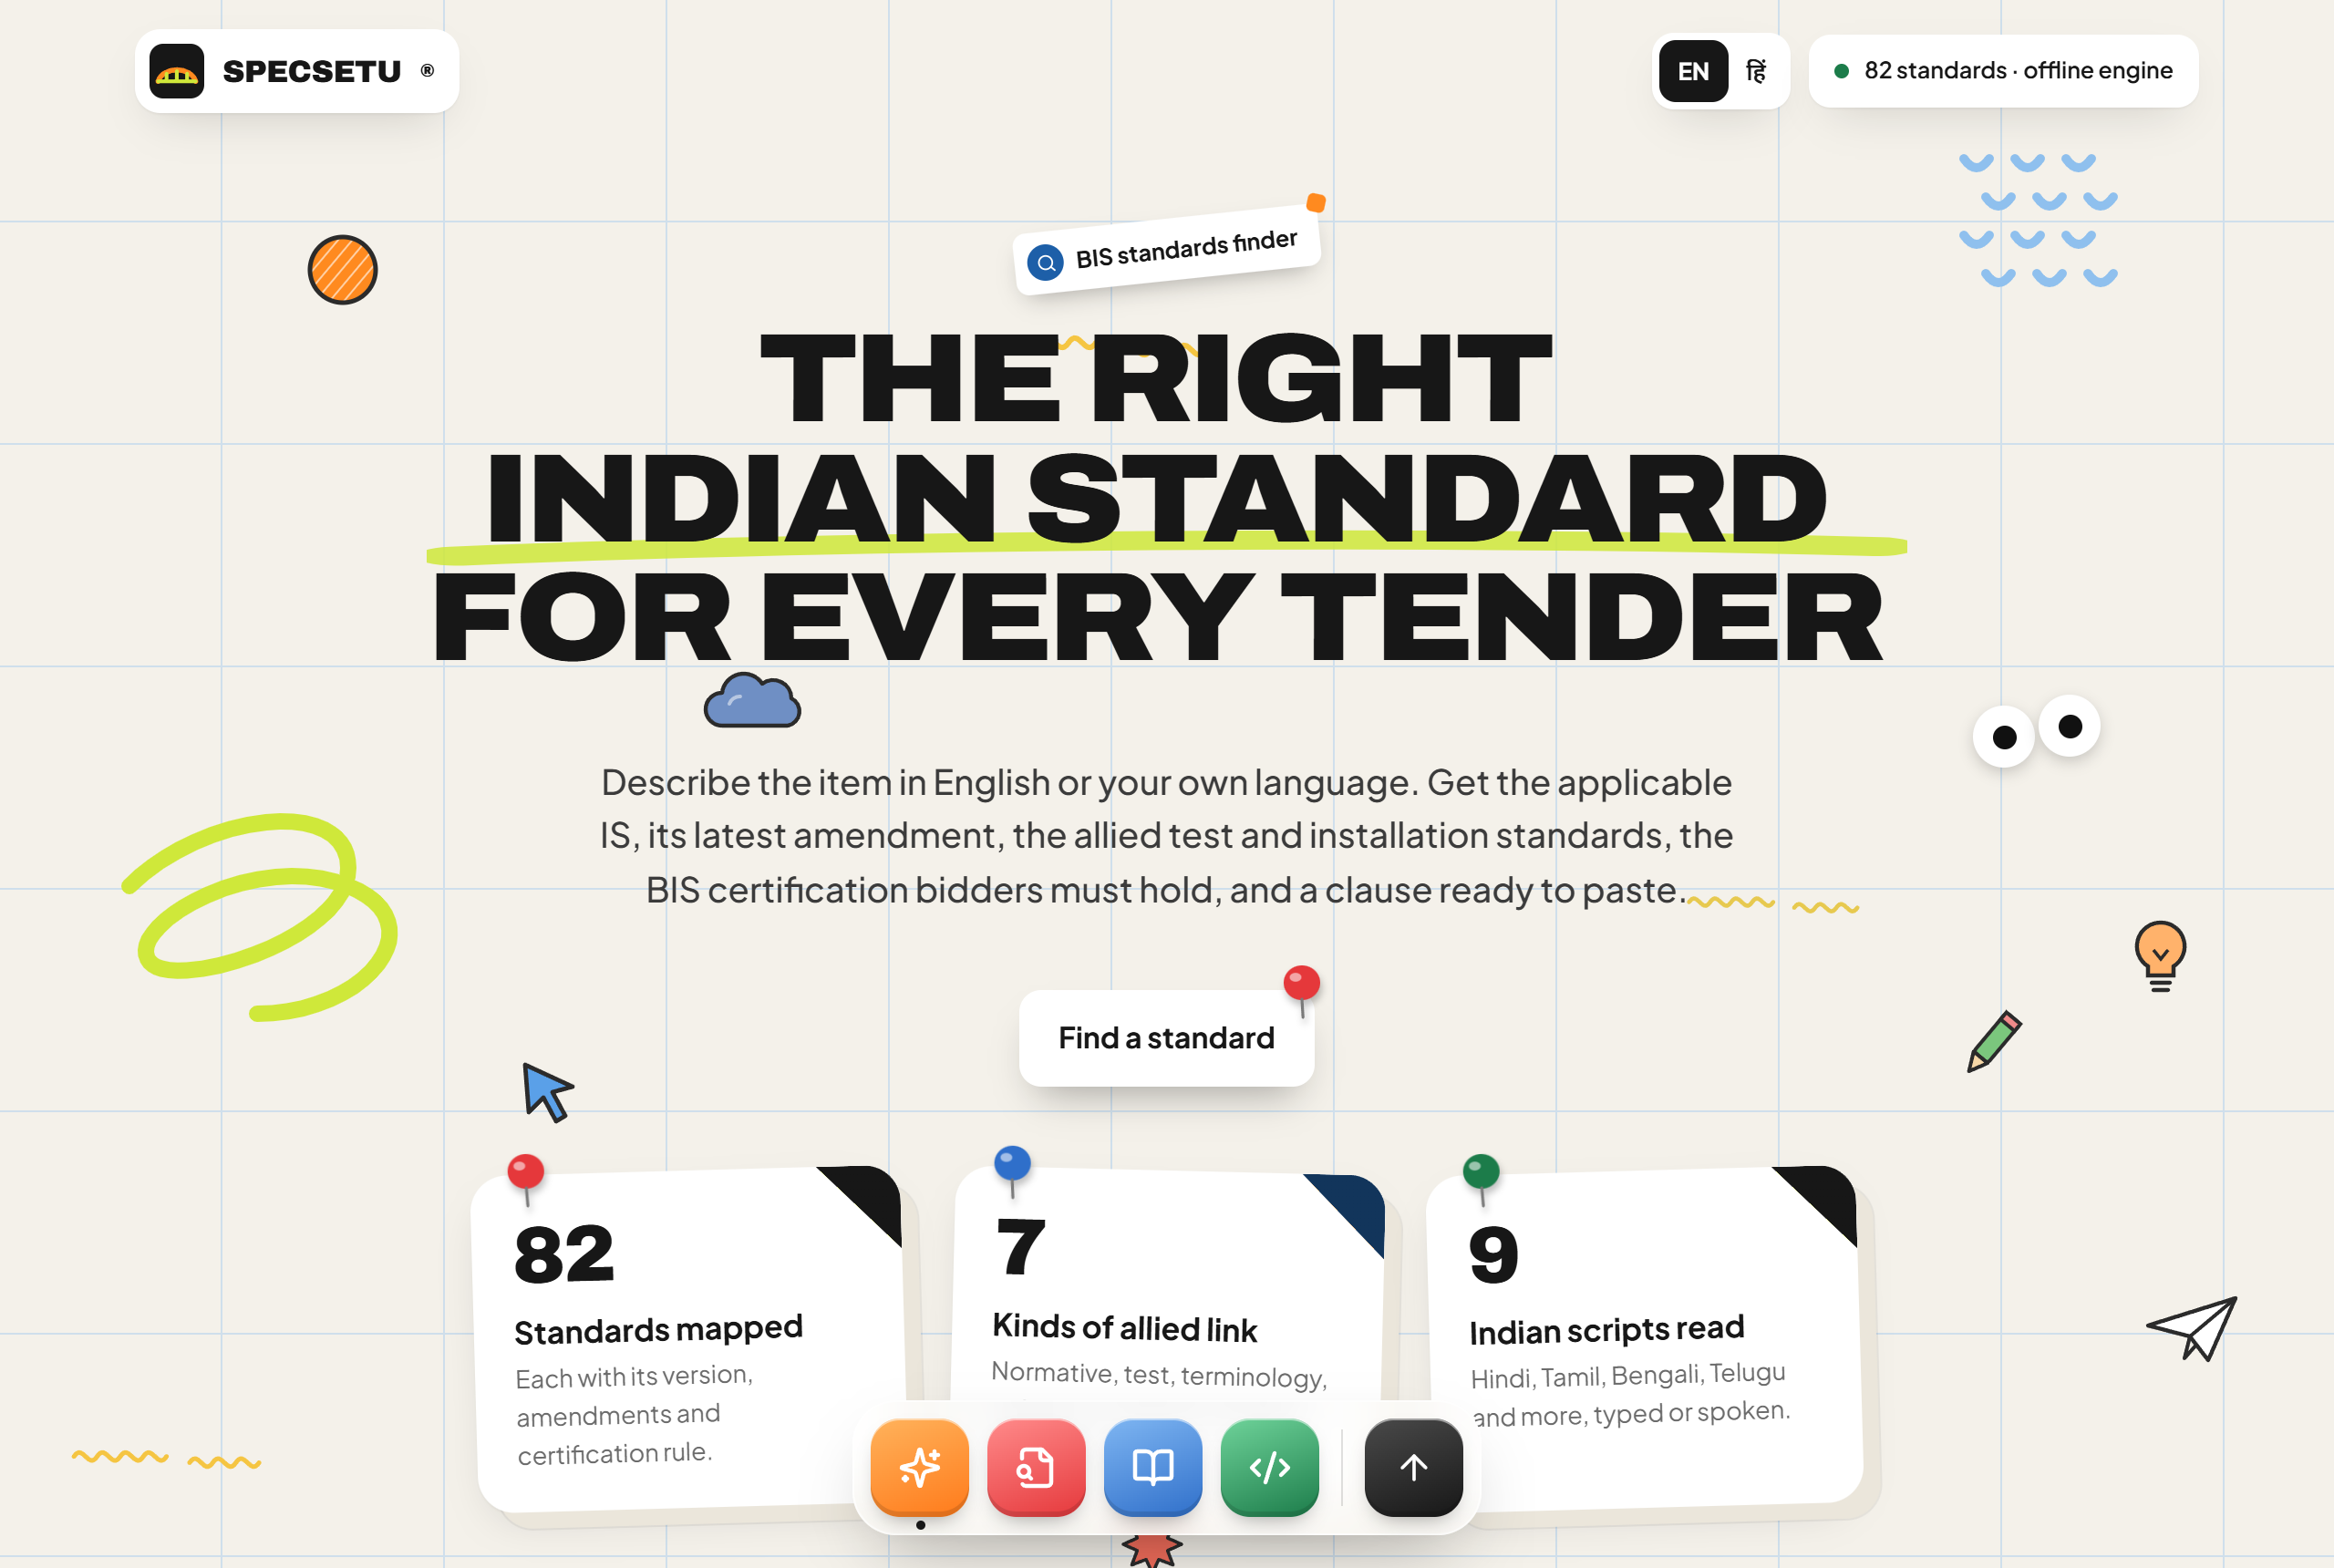 SPECSETU ®
EN हिं
82 standards · offline engine
BIS standards finder
THE RIGHT
INDIAN STANDARD
FOR EVERY TENDER
Describe the item in English or your own language. Get the applicable
IS, its latest amendment, the allied test and installation standards, the
BIS certification bidders must hold, and a clause ready to paste.
Find a standard
82
Standards mapped
Each with its version,
amendments and
certification rule.
7
Kinds of allied link
Normative, test, terminology,
9
Indian scripts read
Hindi, Tamil, Bengali, Telugu
and more, typed or spoken.